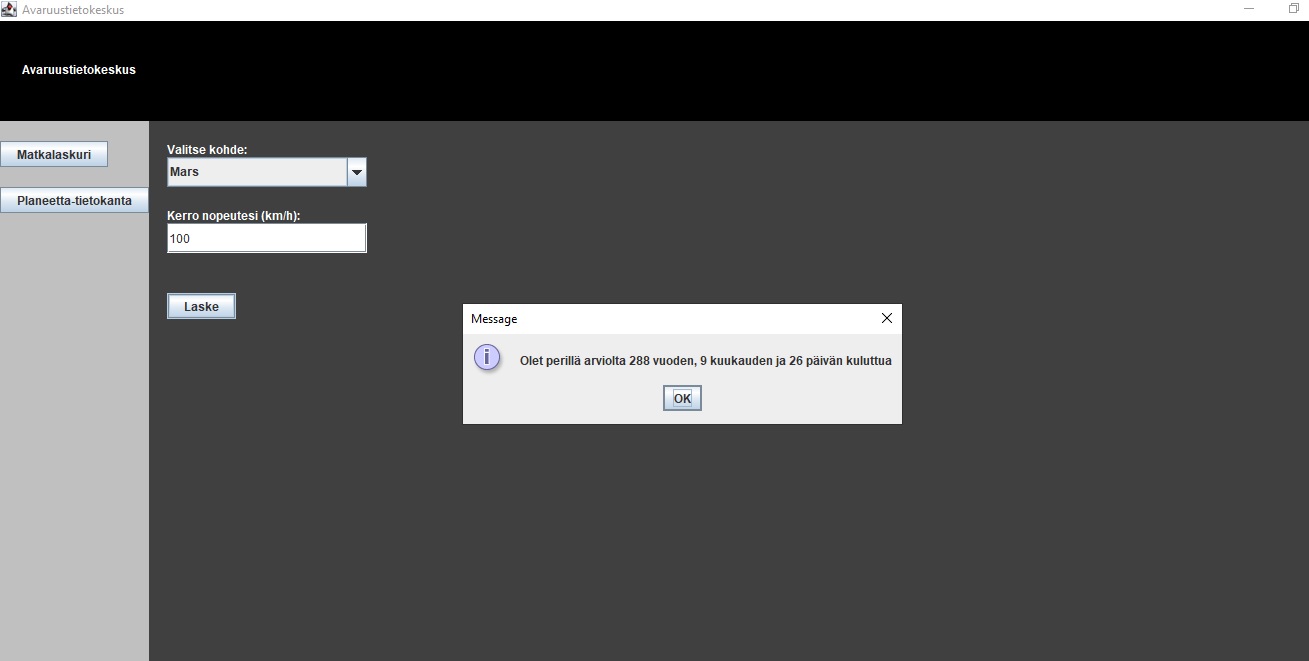 Avaruustietokeskus
Avaruustietokeskus
Matkalaskuri
Planeetta-tietokanta
Valitse kohde:
Mars
Kerro nopeutesi (km/h):
100
Laske
Message
Olet perillä arviolta 288 vuoden, 9 kuukauden ja 26 päivän kuluttua
OK